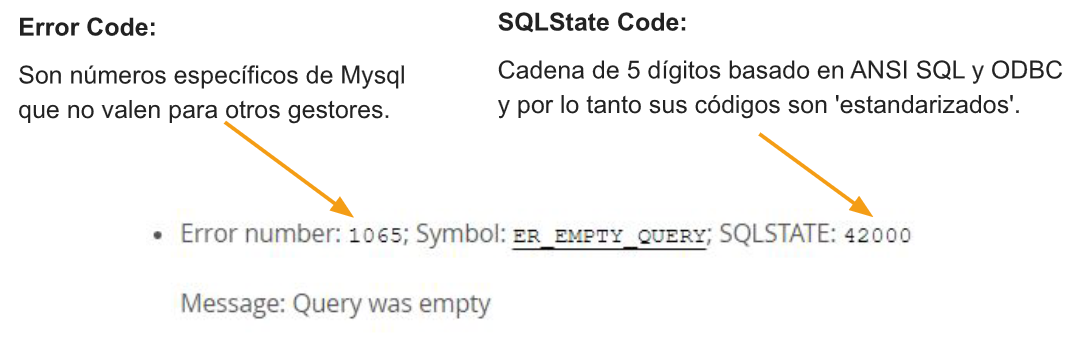 Error Code:
Son números específicos de Mysql
que no valen para otros gestores.
SQLState Code:
Cadena de 5 dígitos basado en ANSI SQL y ODBC
y por lo tanto sus códigos son 'estandarizados'.
• Error number: 1065; Symbol: ER_EMPTY_QUERY; SQLSTATE: 42000
Message: Query was empty